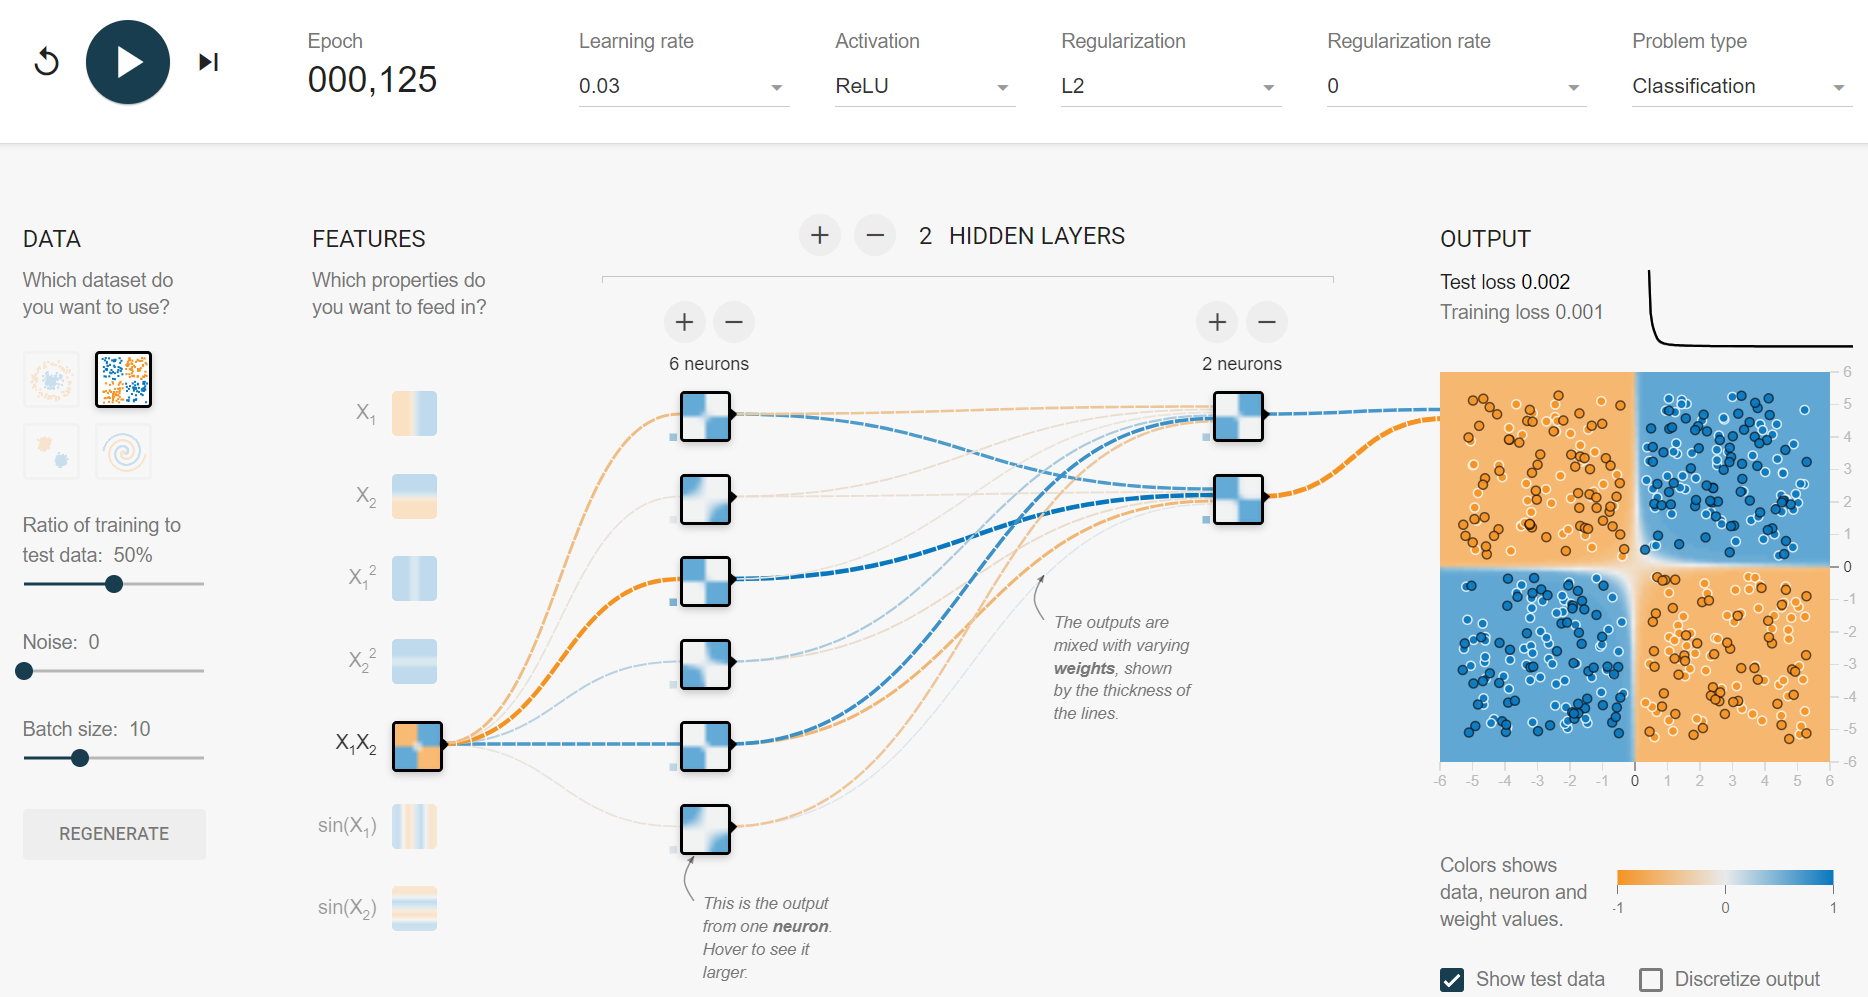 Epoch
000,125
Learning rate
0.03
Activation
ReLU
Regularization
L2
Regularization rate
0
Problem type
Classification
DATA
Which dataset do
you want to use?
Ratio of training to
test data: 50%
Noise: 0
Batch size: 10
REGENERATE
FEATURES
Which properties do
you want to feed in?
X1
X2
X1²
X2²
X1X2
sin(X1)
sin(X2)
+ − 2 HIDDEN LAYERS
+ −
6 neurons
+ −
2 neurons
The outputs are
mixed with varying
weights, shown
by the thickness of
the lines.
This is the output
from one neuron.
Hover to see it
larger.
OUTPUT
Test loss 0.002
Training loss 0.001
6
5
4
3
2
1
0
-1
-2
-3
-4
-5
-6
-6 -5 -4 -3 -2 -1 0 1 2 3 4 5 6
Colors shows
data, neuron and
weight values.
-1 0 1
Show test data
Discretize output